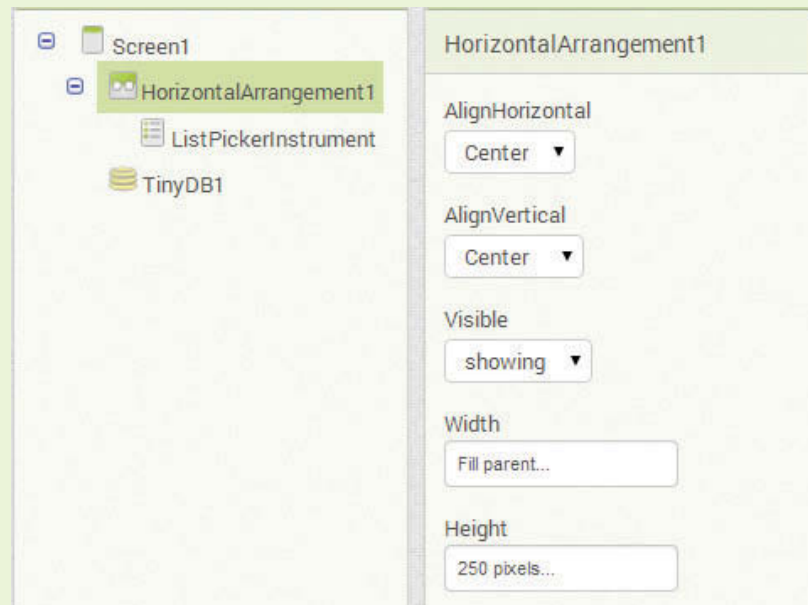 Screen1
HorizontalArrangement1
ListPickerInstrument
TinyDB1
HorizontalArrangement1
AlignHorizontal
Center
AlignVertical
Center
Visible
showing
Width
Fill parent...
Height
250 pixels...